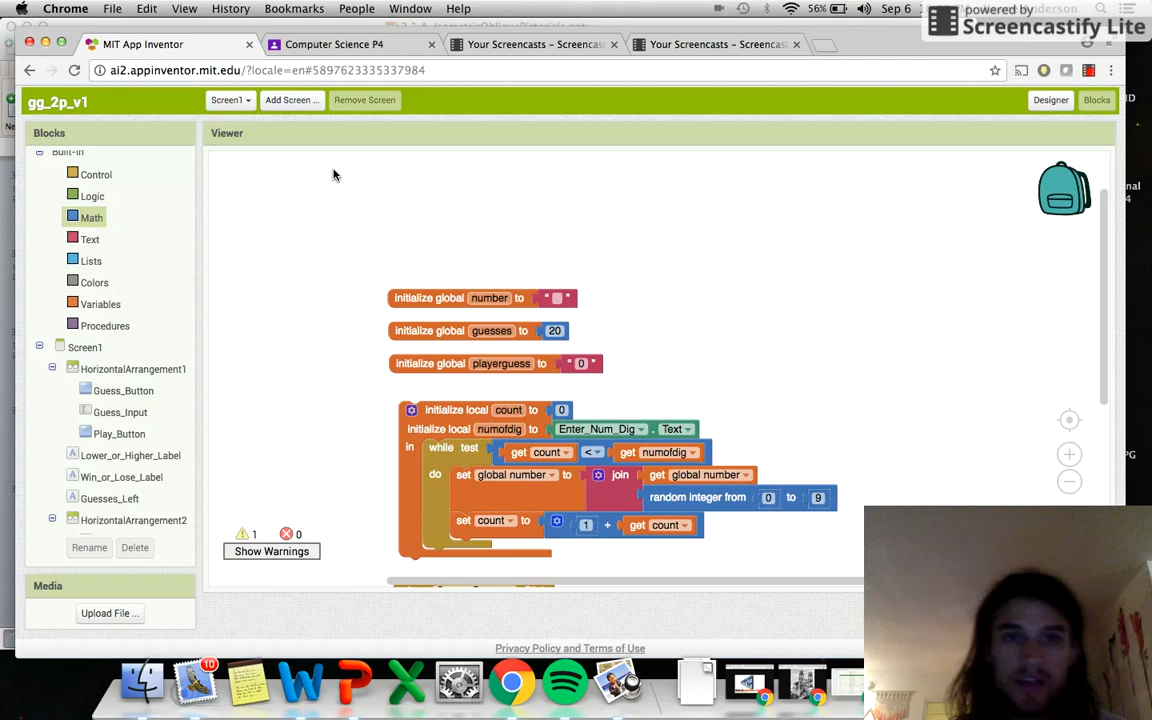 Chrome File Edit View History Bookmarks People Window Help 56% Sep 6
powered by
Screencastify Lite
MIT App Inventor
Computer Science P4
Your Screencasts – Screencas
Your Screencasts – Screencas
ai2.appinventor.mit.edu/?locale=en#5897623335337984
gg_2p_v1
Screen1 Add Screen ... Remove Screen
Designer Blocks
Blocks
Viewer
Built-in
Control
Logic
Math
Text
Lists
Colors
Variables
Procedures
Screen1
HorizontalArrangement1
Guess_Button
Guess_Input
Play_Button
Lower_or_Higher_Label
Win_or_Lose_Label
Guesses_Left
HorizontalArrangement2
Rename Delete
Media
Upload File ...
initialize global number to " "
initialize global guesses to 20
initialize global playerguess to " 0 "
initialize local count to 0
initialize local numofdig to Enter_Num_Dig . Text
in while test get count < get numofdig
do set global number to join get global number
random integer from 0 to 9
set count to 1 + get count
1 0
Show Warnings
Privacy Policy and Terms of Use
10